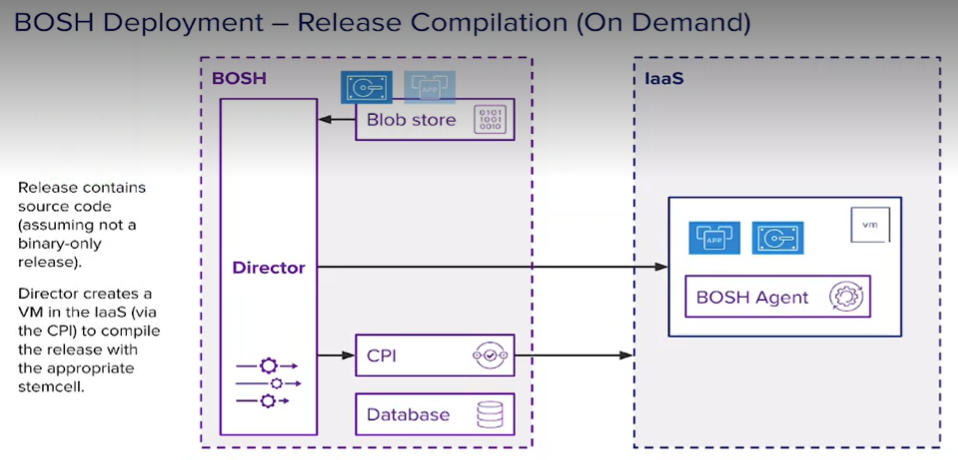 BOSH Deployment – Release Compilation (On Demand)
BOSH
IaaS
APP
Blob store
0101
1001
0010
Release contains
source code
(assuming not a
binary-only
release).
Director creates a
VM in the IaaS (via
the CPI) to compile
the release with
the appropriate
stemcell.
Director
APP
vm
BOSH Agent
CPI
Database